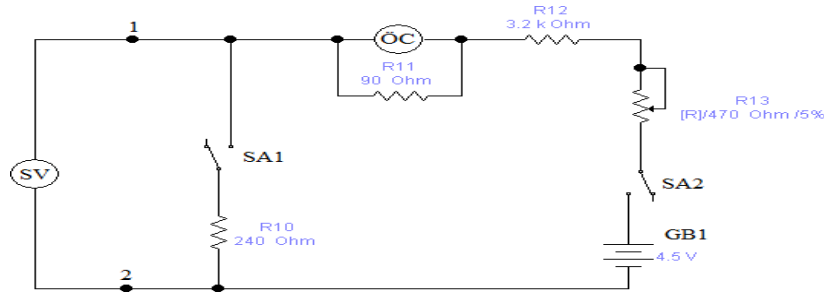 R12
3.2 k Ohm
1
ÖC
R11
90 Ohm
R13
[R]/470 Ohm /5%
SA1
SV
SA2
R10
240 Ohm
GB1
4.5 V
2